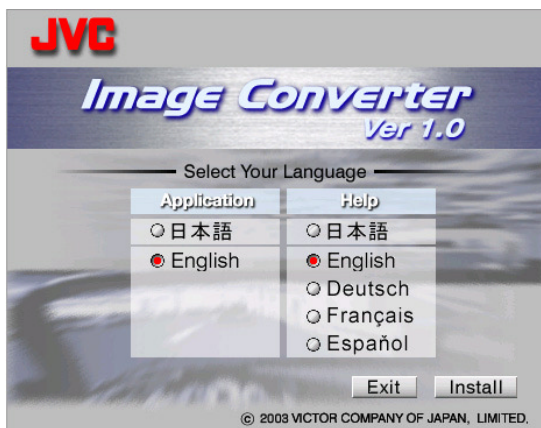 JVC
Image Converter
Ver 1.0
Select Your Language
Application
Help
日本語
日本語
English
English
Deutsch
Français
Español
Exit
Install
© 2003 VICTOR COMPANY OF JAPAN, LIMITED.